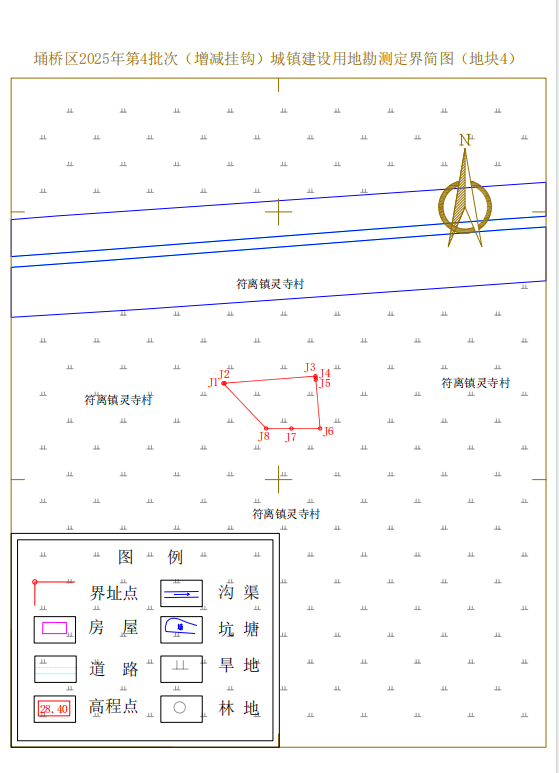 埇桥区2025年第4批次（增减挂钩）城镇建设用地勘测定界简图（地块4）
N
符离镇灵寺村
J3
J2
J4
J1
J5
符离镇灵寺村
符离镇灵寺村
J8
J7
J6
符离镇灵寺村
图 例
界址点 沟 渠
房 屋 塘 坑 塘
道 路 旱 地
28.40 高程点 林 地